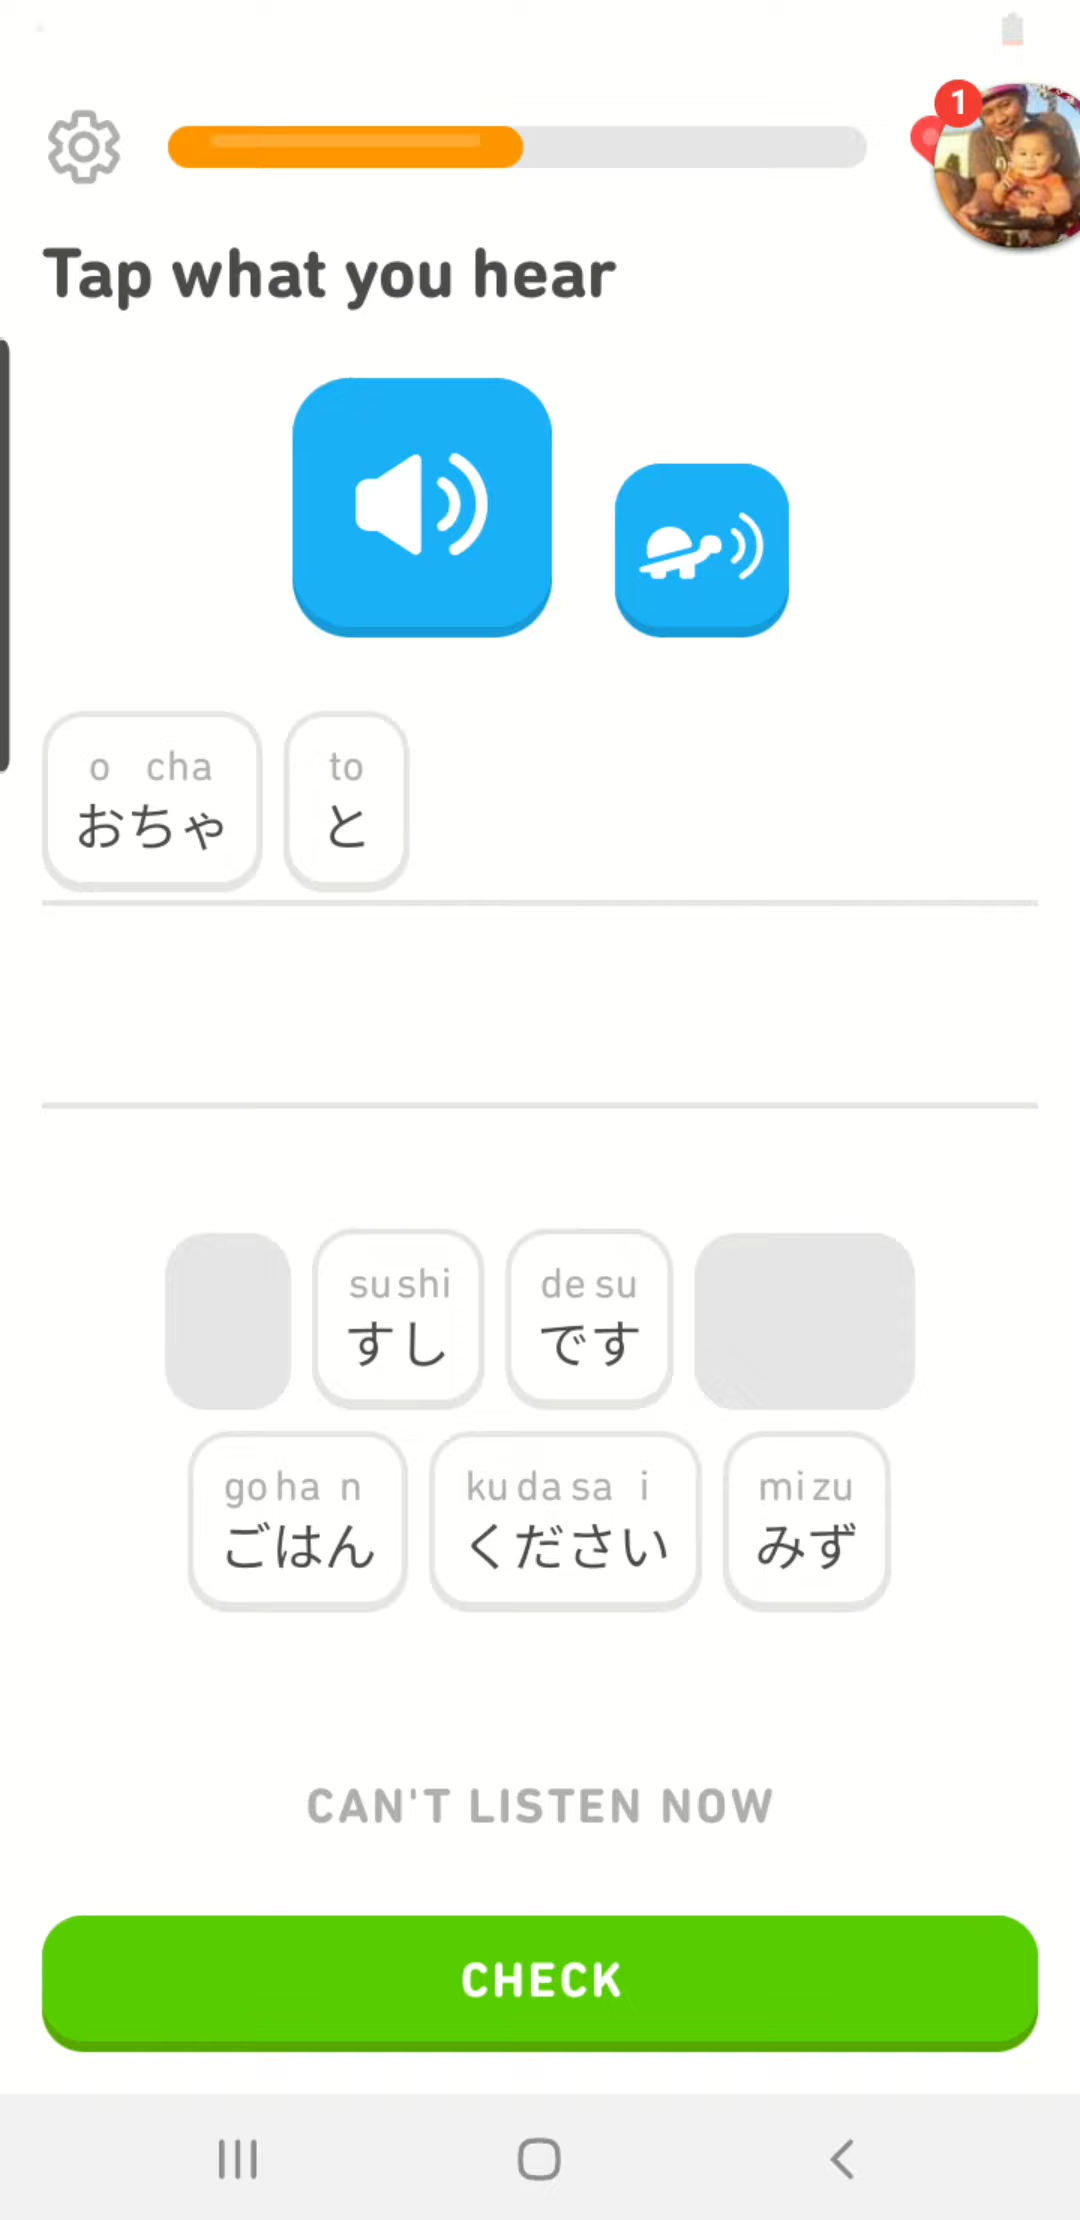 1
Tap what you hear
o cha to
おちゃ と
su shi de su
すし です
go ha n ku da sa i mi zu
ごはん ください みず
CAN'T LISTEN NOW
CHECK